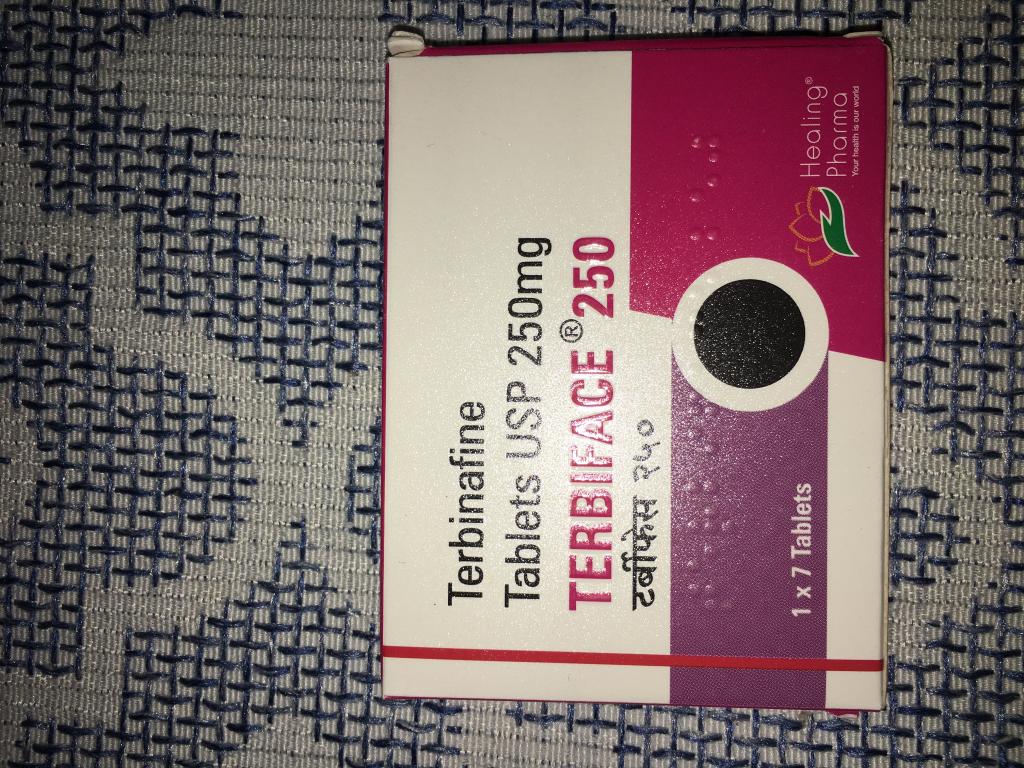 Terbinafine
Tablets USP 250mg
TERBIFACE® 250
टर्बीफेस २५०
1 x 7 Tablets
Healing®
Pharma
Your health is our world